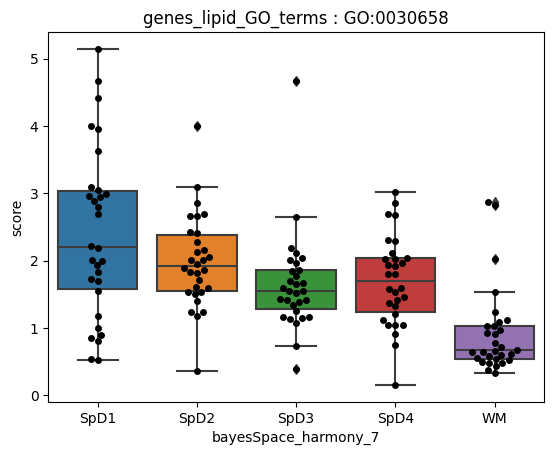 genes_lipid_GO_terms : GO:0030658
5
4
3
2
1
0
score
SpD1 SpD2 SpD3 SpD4 WM
bayesSpace_harmony_7